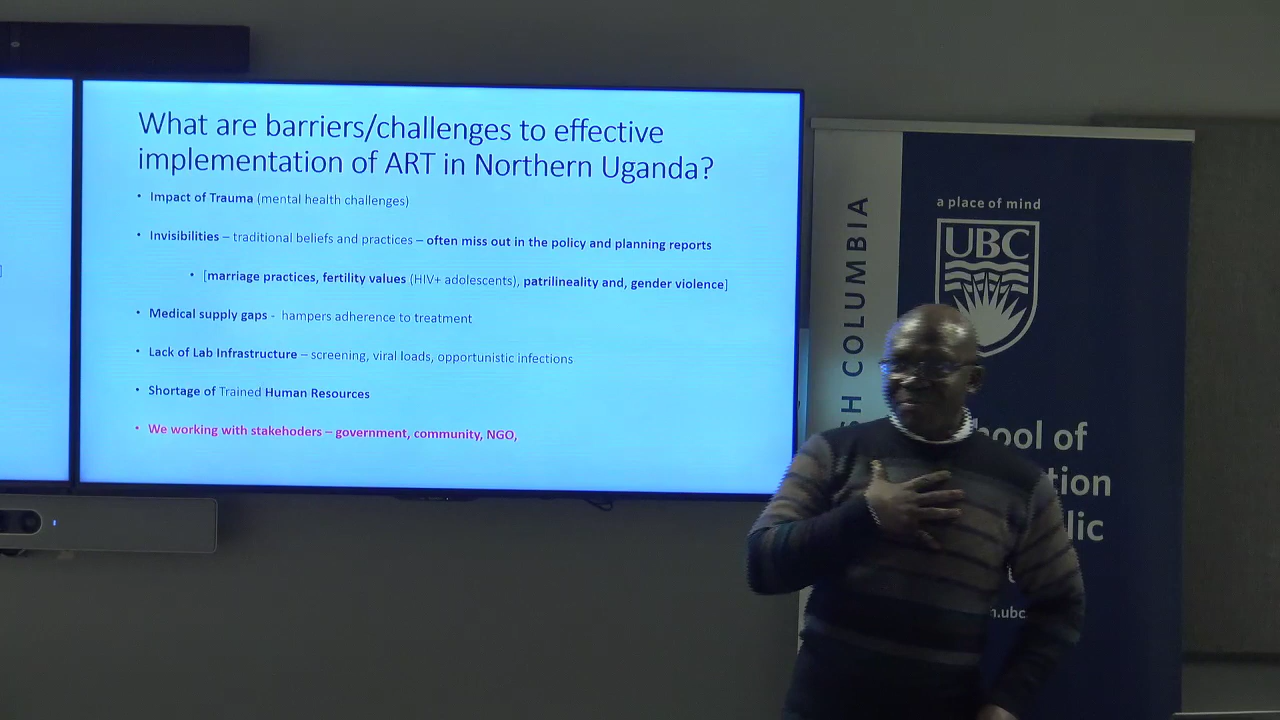 What are barriers/challenges to effective
implementation of ART in Northern Uganda?
• Impact of Trauma (mental health challenges)
• Invisibilities – traditional beliefs and practices – often miss out in the policy and planning reports
• [marriage practices, fertility values (HIV+ adolescents), patrilineality and, gender violence]
• Medical supply gaps - hampers adherence to treatment
• Lack of Lab Infrastructure – screening, viral loads, opportunistic infections
• Shortage of Trained Human Resources
• We working with stakehoders – government, community, NGO,
]
H COLUMBIA
a place of mind
UBC
hool of
tion
lic
h.ubc